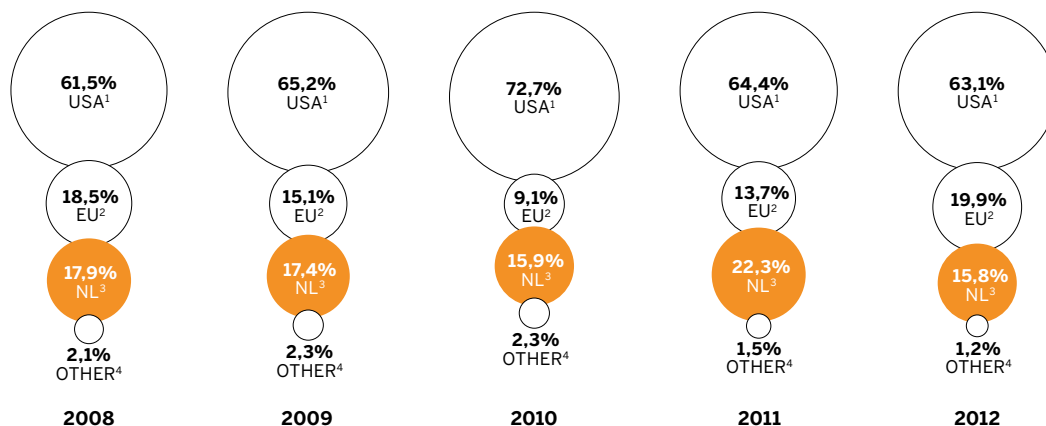 61,5%
USA¹
18,5%
EU²
17,9%
NL³
2,1%
OTHER⁴
2008
65,2%
USA¹
15,1%
EU²
17,4%
NL³
2,3%
OTHER⁴
2009
72,7%
USA¹
9,1%
EU²
15,9%
NL³
2,3%
OTHER⁴
2010
64,4%
USA¹
13,7%
EU²
22,3%
NL³
1,5%
OTHER⁴
2011
63,1%
USA¹
19,9%
EU²
15,8%
NL³
1,2%
OTHER⁴
2012